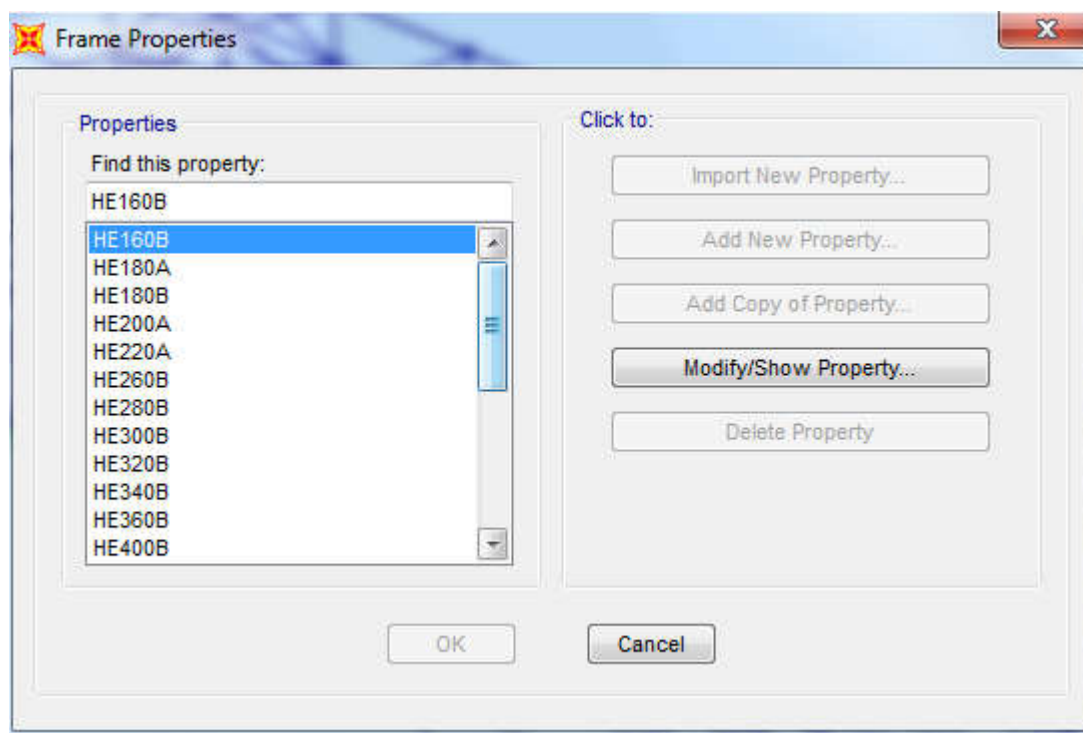 Frame Properties
Properties
Find this property:
HE160B
HE160B
HE180A
HE180B
HE200A
HE220A
HE260B
HE280B
HE300B
HE320B
HE340B
HE360B
HE400B
Click to:
Import New Property...
Add New Property...
Add Copy of Property...
Modify/Show Property...
Delete Property
OK
Cancel